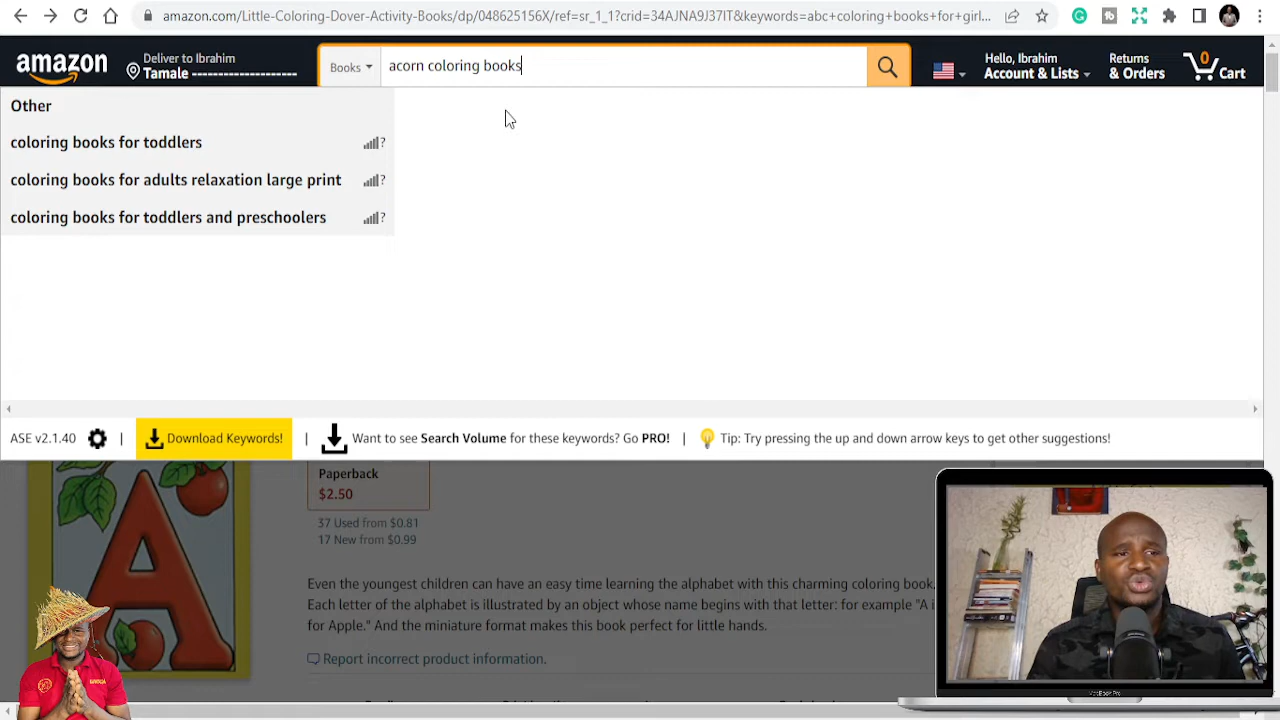 amazon.com/Little-Coloring-Dover-Activity-Books/dp/048625156X/ref=sr_1_1?crid=34AJNA9J37IT&keywords=abc+coloring+books+for+girl...
amazon
Deliver to Ibrahim
Tamale
Books
acorn coloring books
Hello, Ibrahim
Account & Lists
Returns
& Orders
0
Cart
Other
coloring books for toddlers
?
coloring books for adults relaxation large print
?
coloring books for toddlers and preschoolers
?
ASE v2.1.40 | Download Keywords! | Want to see Search Volume for these keywords? Go PRO! | Tip: Try pressing the up and down arrow keys to get other suggestions!
A
Paperback
$2.50
37 Used from $0.81
17 New from $0.99
Even the youngest children can have an easy time learning the alphabet with this charming coloring book,
Each letter of the alphabet is illustrated by an object whose name
with that letter: for example "A i
for Apple." And the miniature format makes this book perfect for little hands.
Report incorrect product information.
MacBook Pro